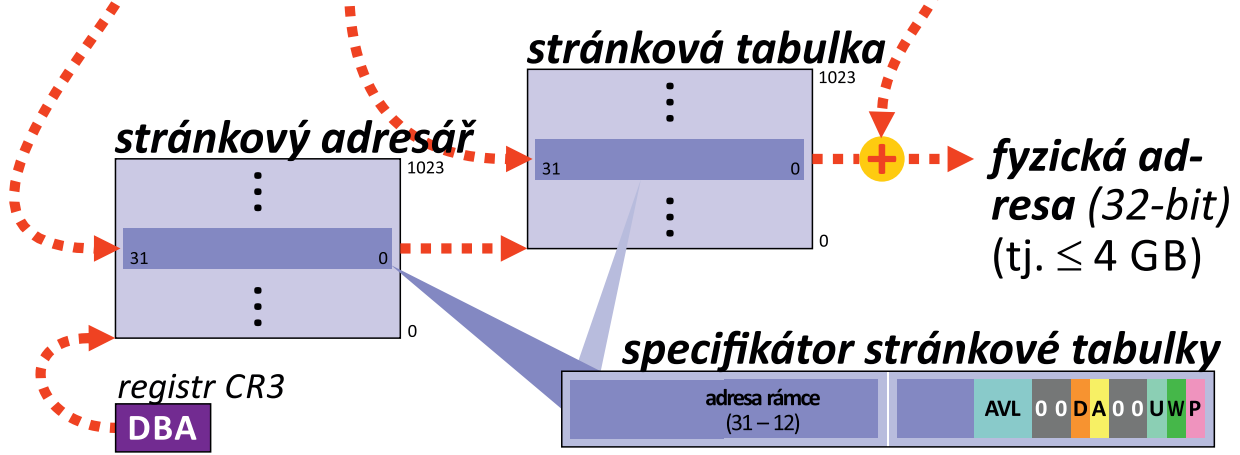 stránková tabulka
1023
31 0
0
stránkový adresář
1023
31 0
0
fyzická ad-
resa (32-bit)
(tj. ≤ 4 GB)
registr CR3
DBA
specifikátor stránkové tabulky
adresa rámce
(31 – 12)
AVL 0 0 D A 0 0 U W P
+